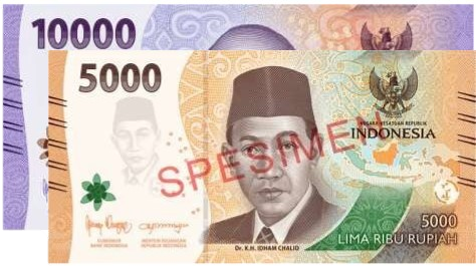 10000
5000
SPESIMEN
NEGARA KESATUAN REPUBLIK
INDONESIA
GUBERNUR
BANK INDONESIA
MENTERI KEUANGAN
REPUBLIK INDONESIA
Dr. K.H. IDHAM CHALID
5000
LIMA RIBU RUPIAH